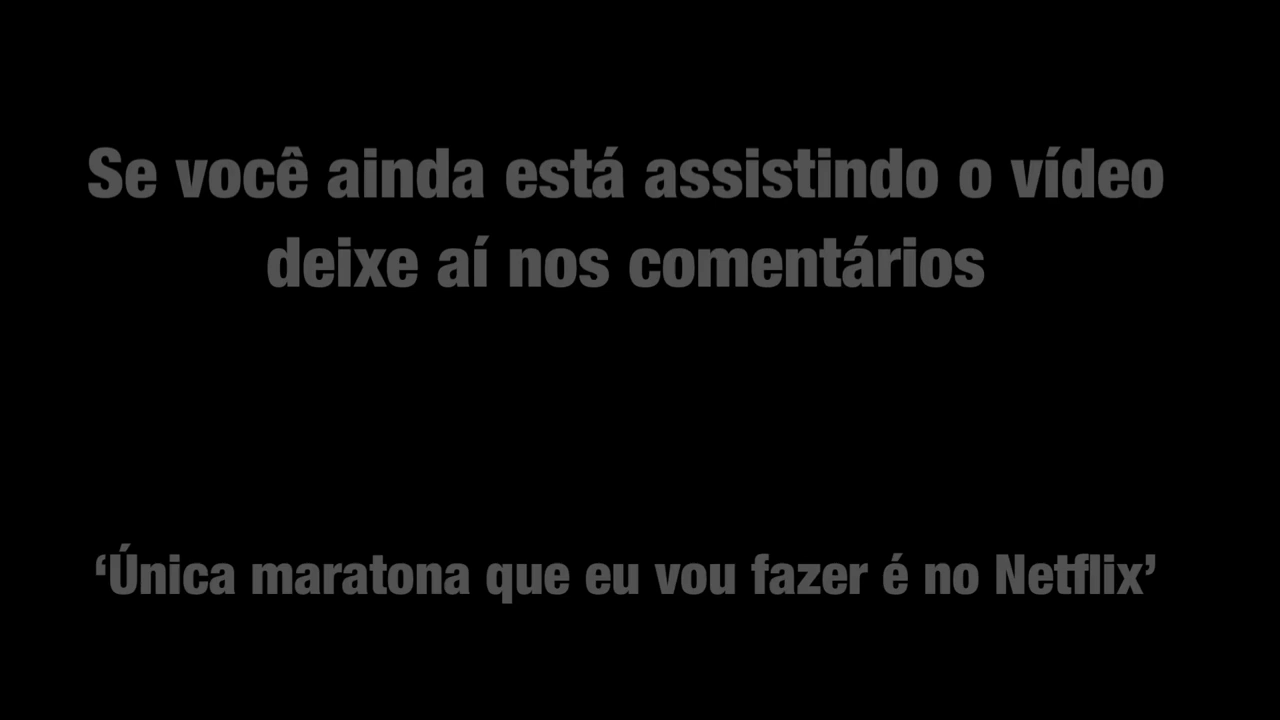 Se você ainda está assistindo o vídeo
deixe aí nos comentários
‘Única maratona que eu vou fazer é no Netflix’